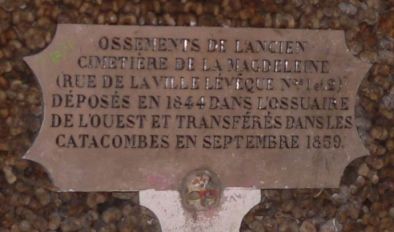 OSSEMENTS DE L'ANCIEN
CIMETIÈRE DE LA MAGDELEINE
(RUE DE LA VILLE LÉVÊQUE Nos 1 et 2)
DÉPOSÉS EN 1844 DANS L'OSSUAIRE
DE L'OUEST ET TRANSFÉRÉS DANS LES
CATACOMBES EN SEPTEMBRE 1859.